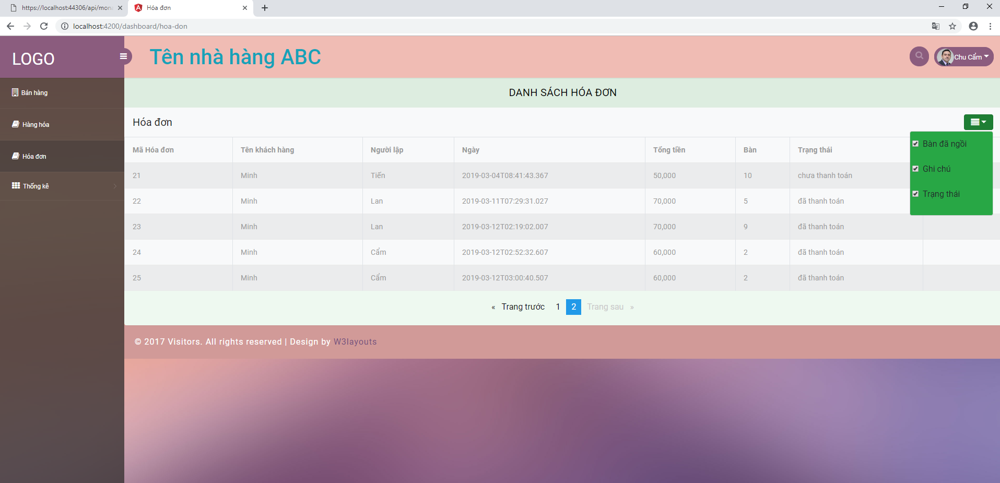 https://localhost:44306/api/mona
Hóa đơn
localhost:4200/dashboard/hoa-don
LOGO
Tên nhà hàng ABC
Chu Cẩm
Bán hàng
Hàng hóa
Hóa đơn
Thống kê
DANH SÁCH HÓA ĐƠN
Hóa đơn
Bàn đã ngồi
Ghi chú
Trạng thái
Mã Hóa đơn Tên khách hàng Người lập Ngày Tổng tiền Bàn Trạng thái
21 Minh Tiến 2019-03-04T08:41:43.367 50,000 10 chưa thanh toán
22 Minh Lan 2019-03-11T07:29:31.027 70,000 5 đã thanh toán
23 Minh Lan 2019-03-12T02:19:02.007 70,000 9 đã thanh toán
24 Minh Cẩm 2019-03-12T02:52:32.607 60,000 2 đã thanh toán
25 Minh Cẩm 2019-03-12T03:00:40.507 60,000 2 đã thanh toán
« Trang trước 1 2 Trang sau »
© 2017 Visitors. All rights reserved | Design by W3layouts